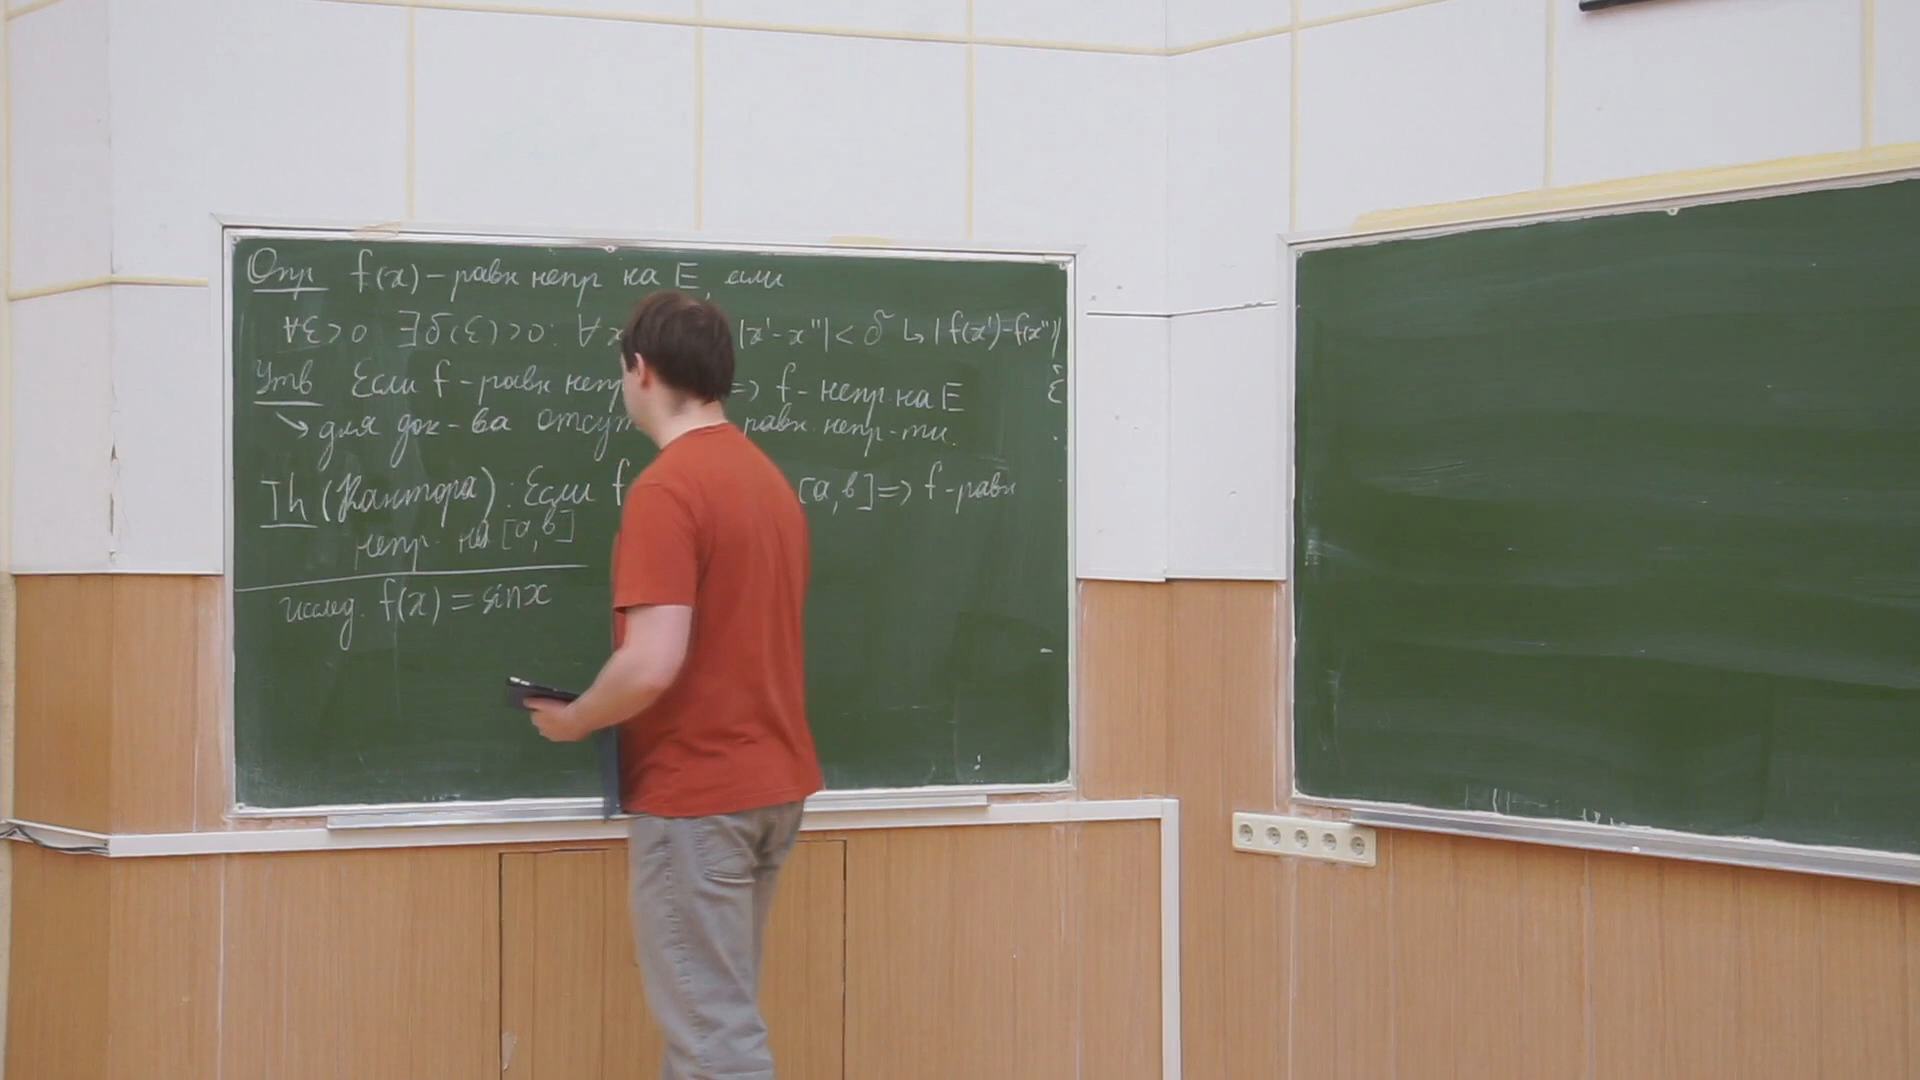 Опр f(x) – равн непр на E, если
∀ε>0 ∃δ(ε)>0: ∀x |x'-x''|<δ ↳ |f(x')-f(x'')|
Утв Если f - равн непр => f - непр. на E
ε
↘ для док-ва отсут равн. непр-ти.
Th (Кантора): Если f [a,b] => f-равн
непр. на [a,b]
исслед. f(x) = sinx